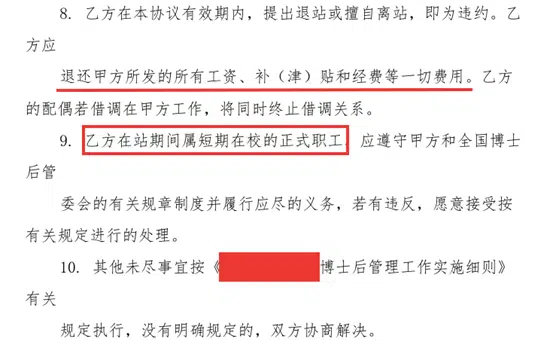 8. 乙方在本协议有效期内，提出退站或擅自离站，即为违约。乙
方应
退还甲方所发的所有工资、补（津）贴和经费等一切费用。乙方
的配偶若借调在甲方工作，将同时终止借调关系。
9. 乙方在站期间属短期在校的正式职工，应遵守甲方和全国博士
后管
委会的有关规章制度并履行应尽的义务，若有违反，愿意接受按
有关规定进行的处理。
10. 其他未尽事宜按《博士后管理工作实施细则》
有关
规定执行，没有明确规定的，双方协商解决。